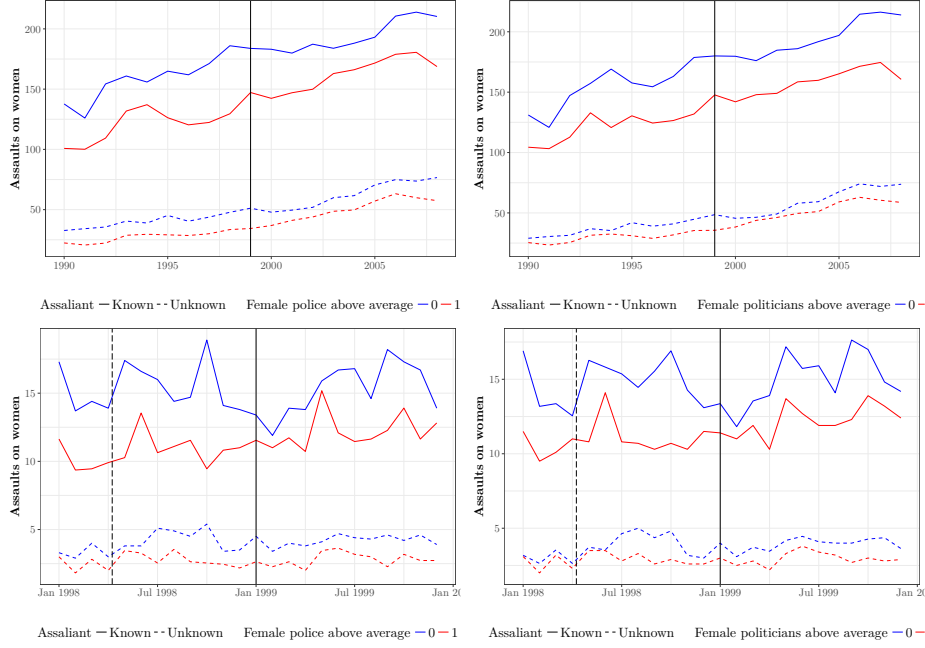 Assaults on women
200
150
100
50
1990 1995 2000 2005
Assaliant Known Unknown Female police above average 0 1
Assaults on women
200
150
100
50
1990 1995 2000 2005
Assaliant Known Unknown Female politicians above average 0
Assaults on women
15
10
5
Jan 1998 Jul 1998 Jan 1999 Jul 1999 Jan 20
Assaliant Known Unknown Female police above average 0 1
Assaults on women
15
10
5
Jan 1998 Jul 1998 Jan 1999 Jul 1999 Jan 20
Assaliant Known Unknown Female politicians above average 0